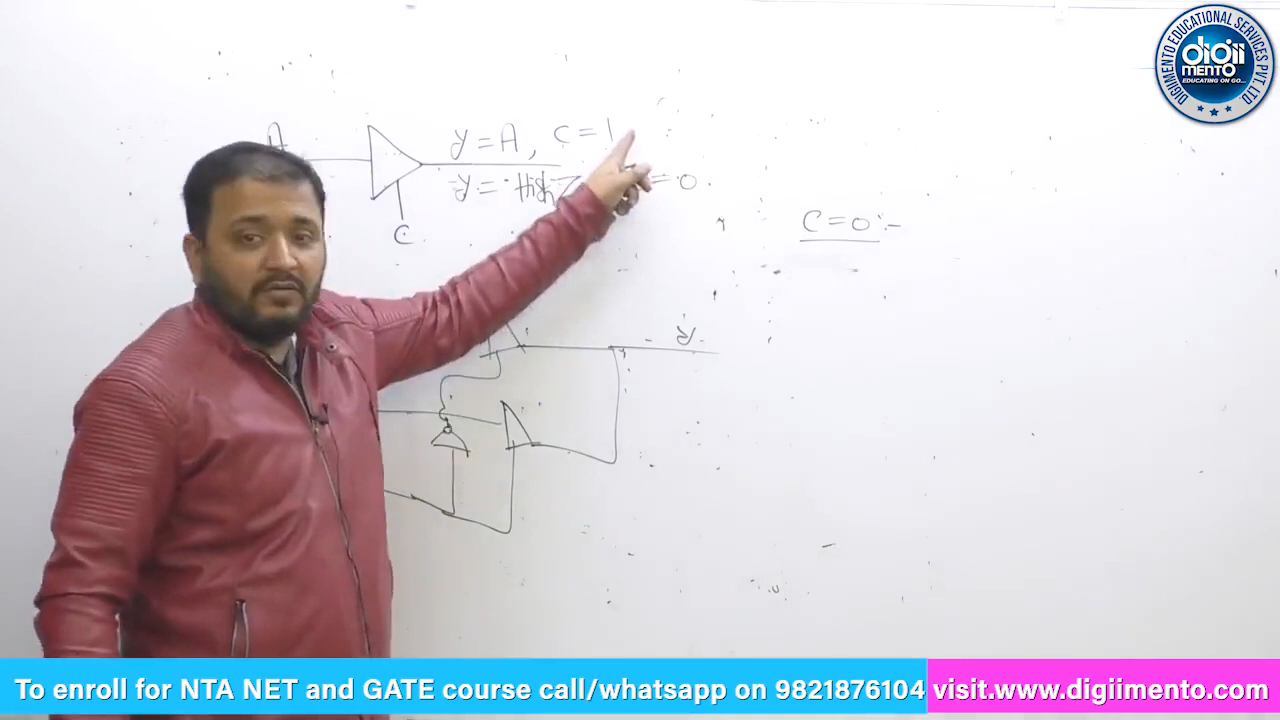 DIGIIMENTO EDUCATIONAL SERVICES PVT. LTD
digii
MENTO
EDUCATING ON GO...
A
y = A, C = 1
y = High Z = 0
C
C = 0 :-
y
To enroll for NTA NET and GATE course call/whatsapp on 9821876104 visit.www.digiimento.com